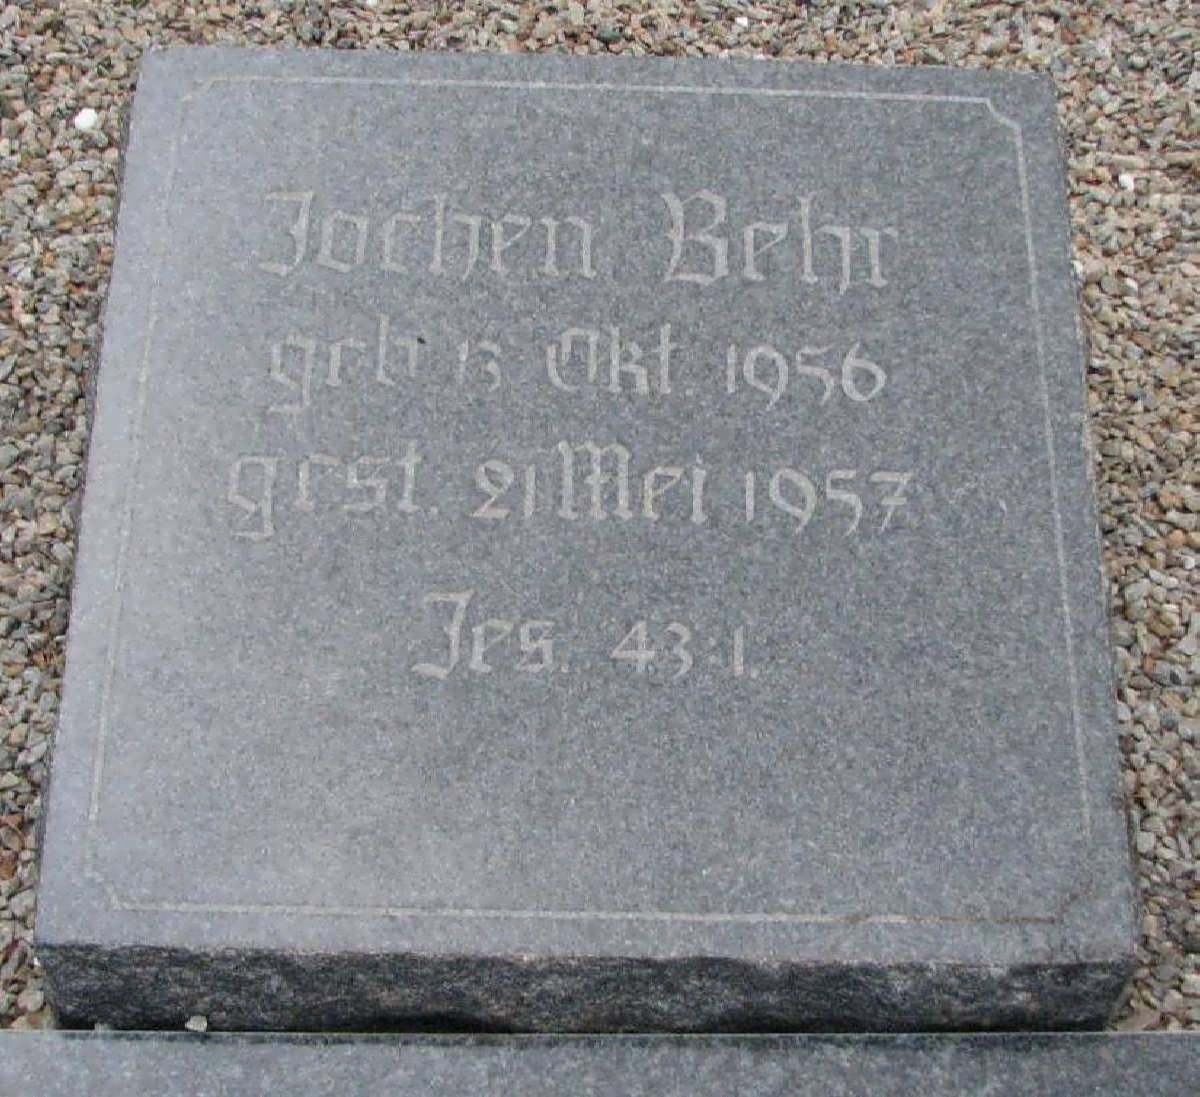 Jochen Behr
geb 13 Okt. 1956
gest. 21 Mei 1957
Jes. 43:1.